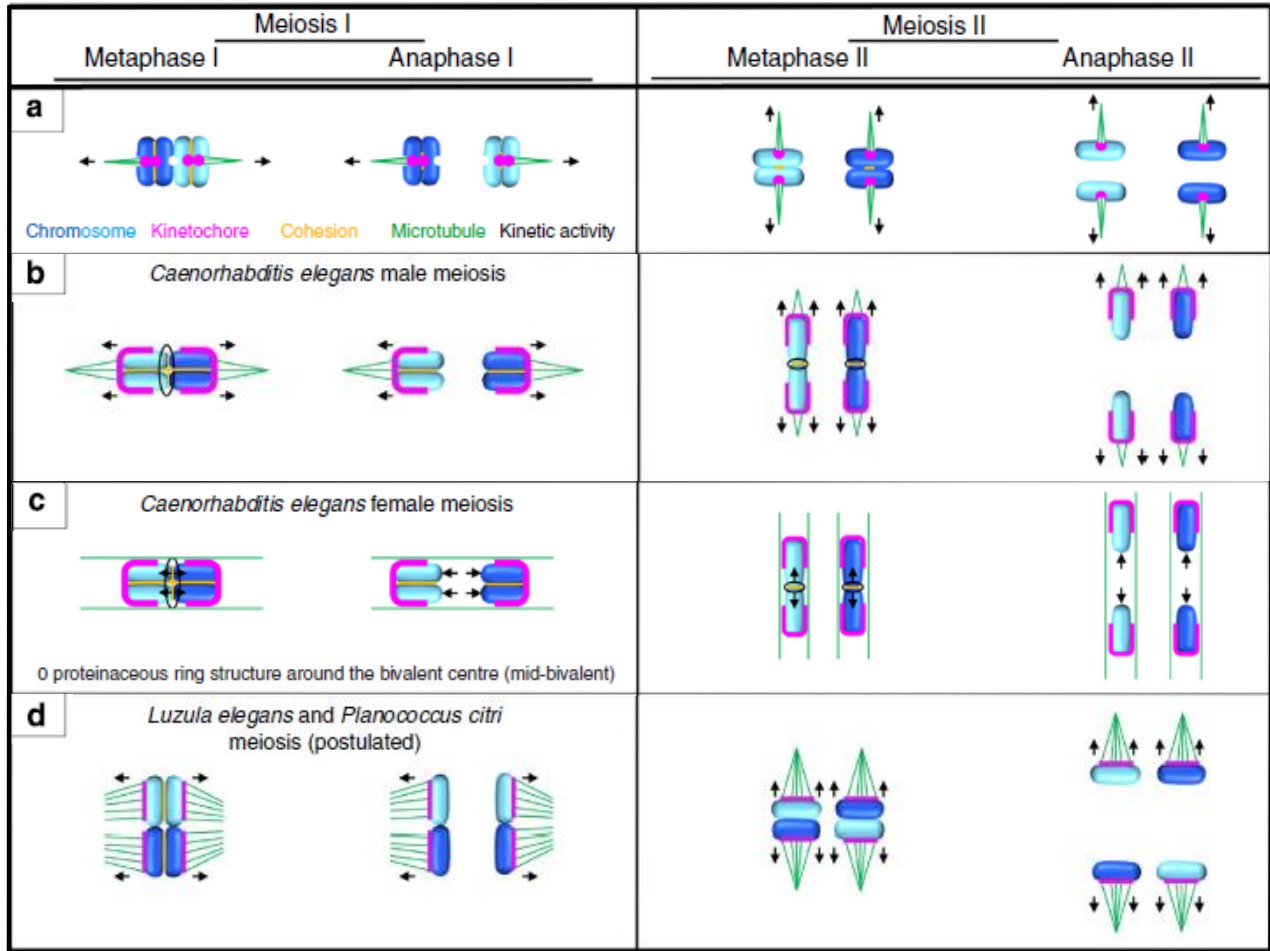 Meiosis I
Meiosis II
Metaphase I
Anaphase I
Metaphase II
Anaphase II
a
Chromosome Kinetochore Cohesion Microtubule Kinetic activity
b
Caenorhabditis elegans male meiosis
c
Caenorhabditis elegans female meiosis
O proteinaceous ring structure around the bivalent centre (mid-bivalent)
d
Luzula elegans and Planococcus citri
meiosis (postulated)